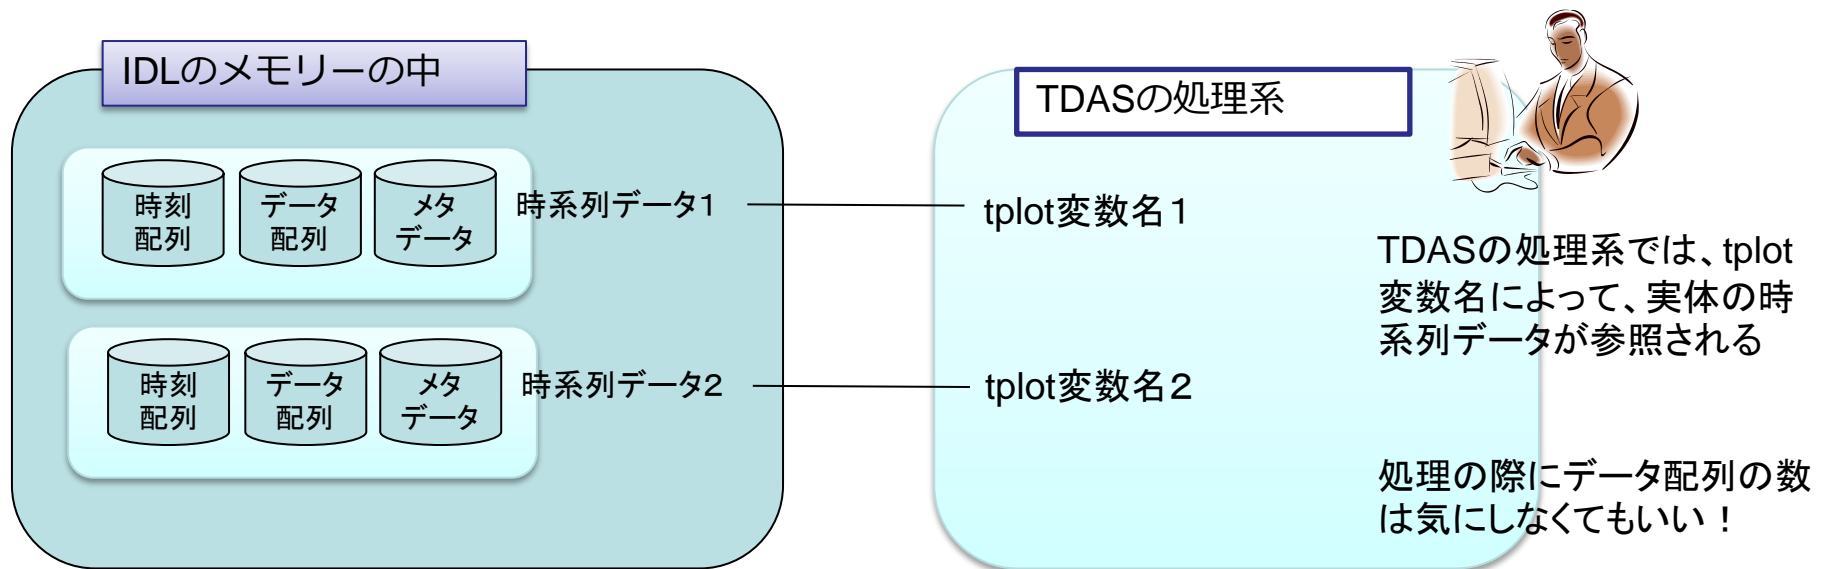 IDLのメモリーの中
時刻
配列
データ
配列
メタ
データ
時系列データ1
時刻
配列
データ
配列
メタ
データ
時系列データ2
TDASの処理系
tplot変数名１
tplot変数名２
TDASの処理系では、tplot
変数名によって、実体の時
系列データが参照される
処理の際にデータ配列の数
は気にしなくてもいい！